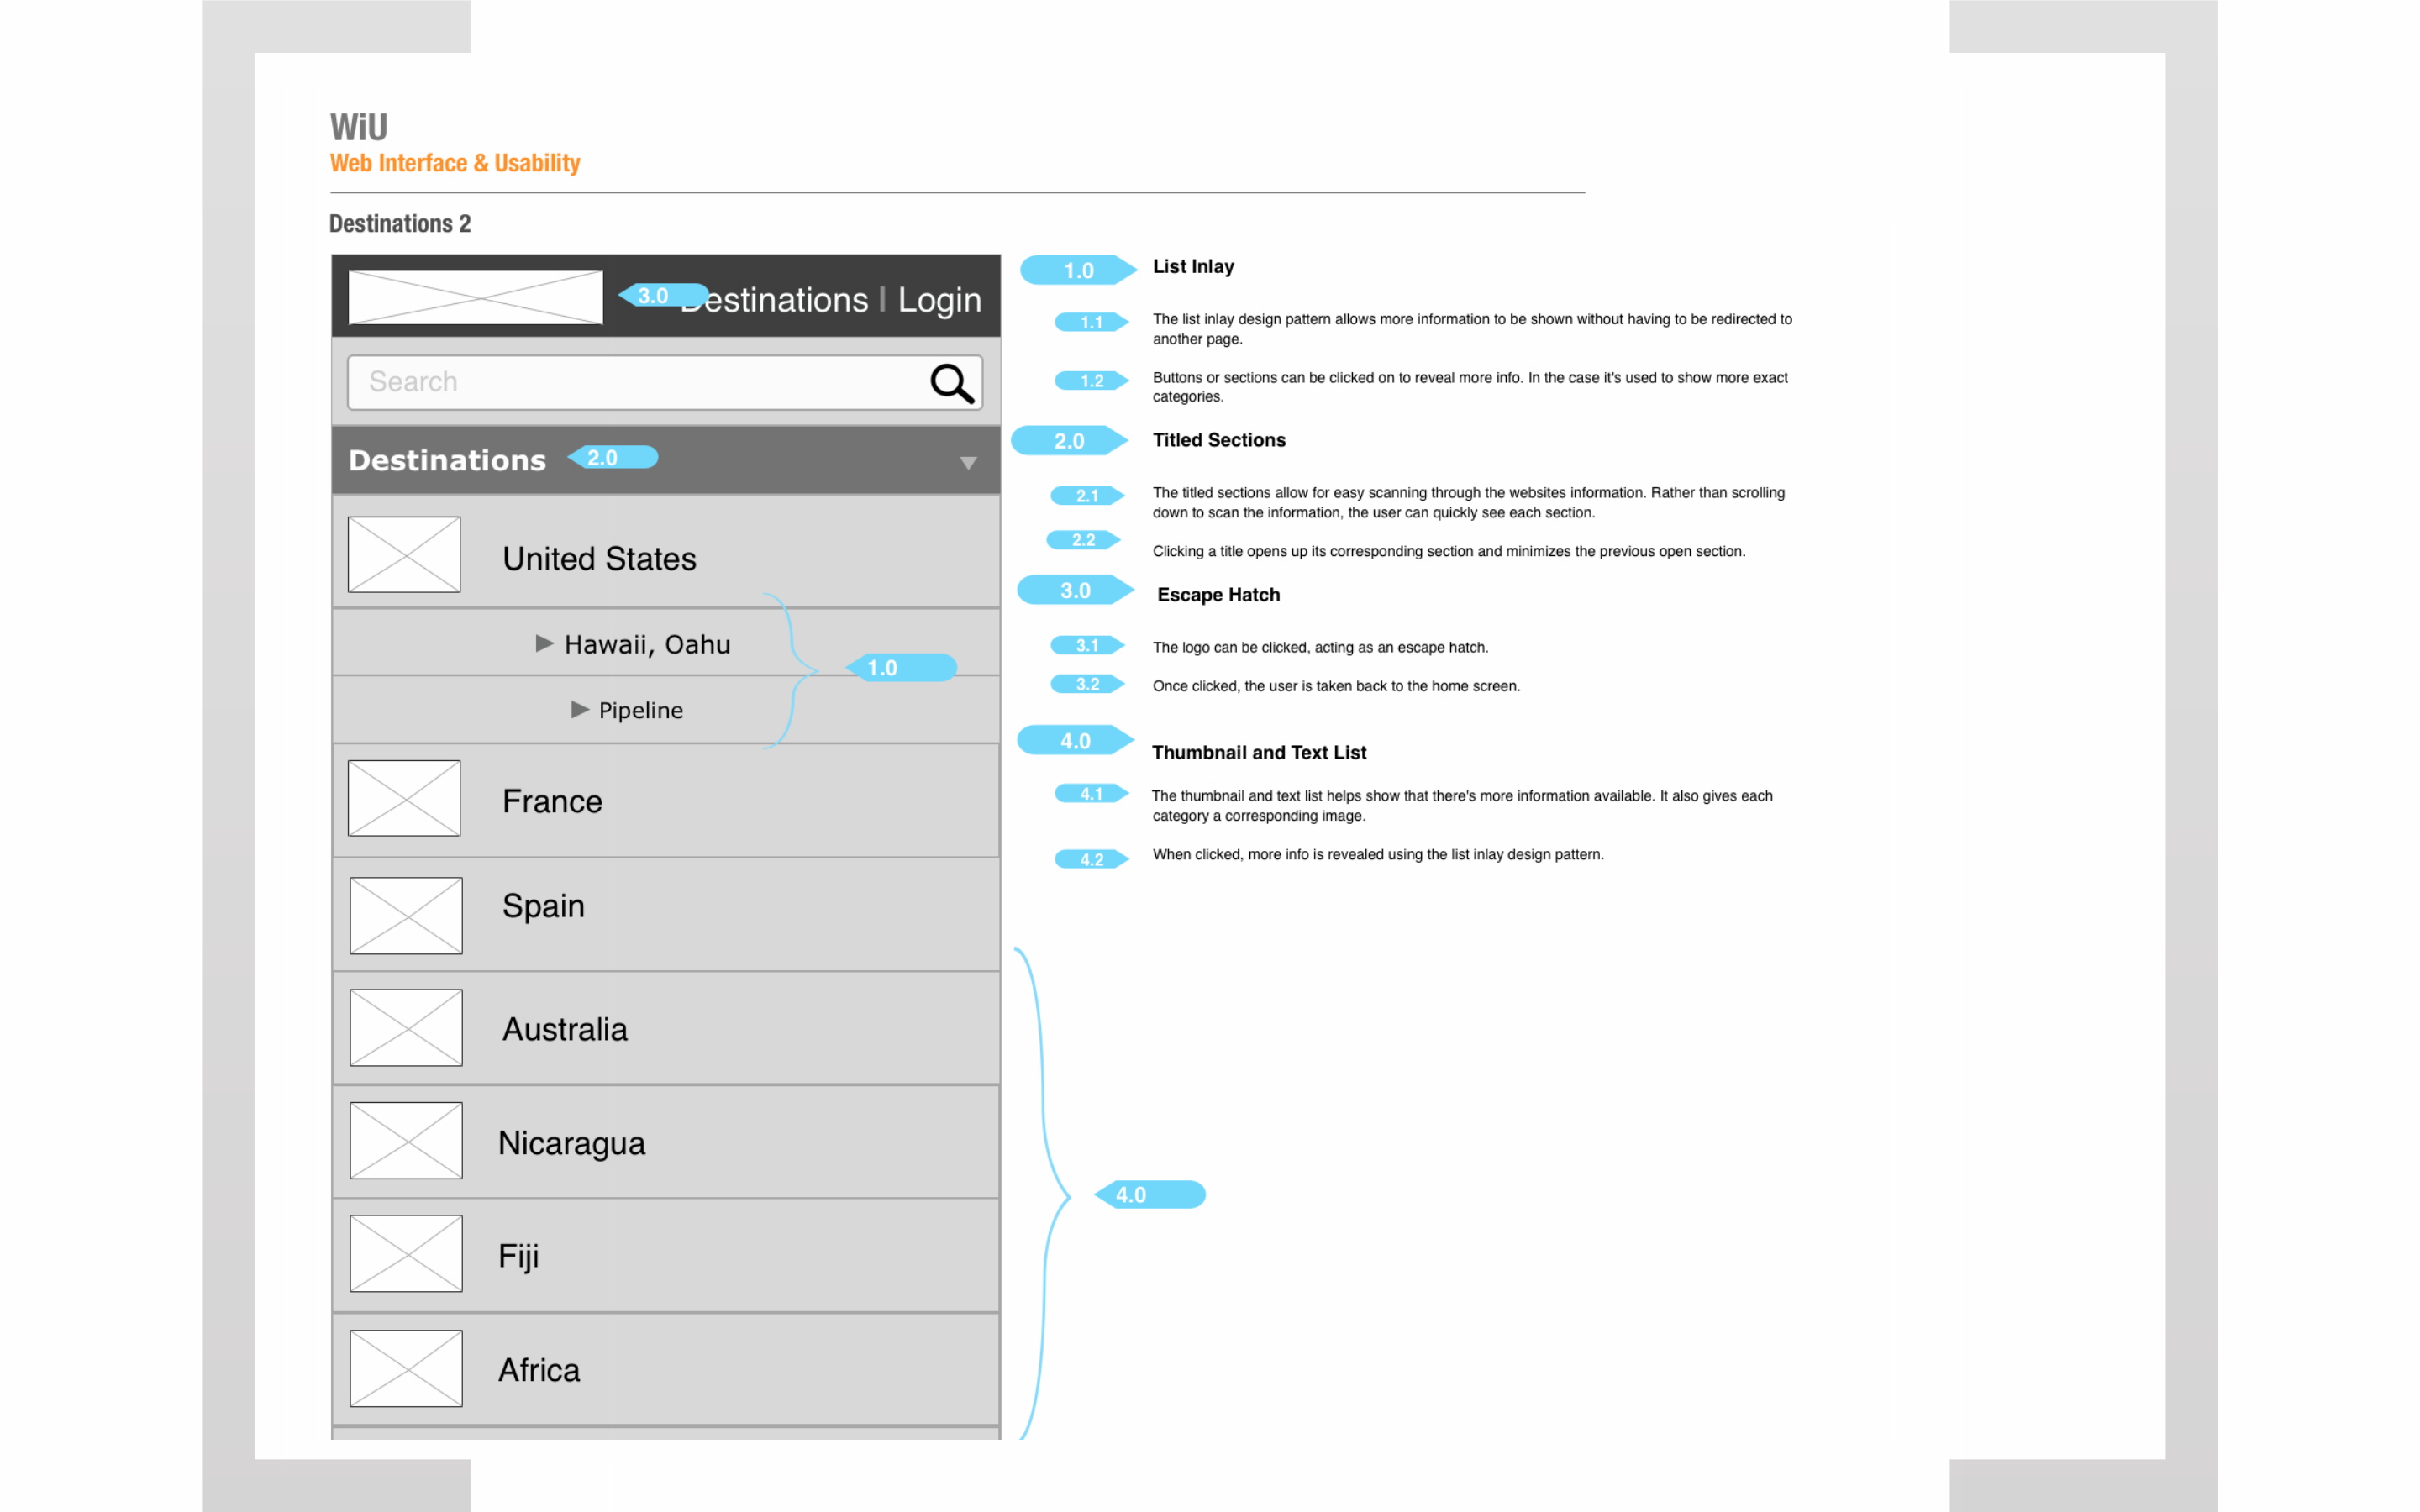 WiU
Web Interface & Usability
Destinations 2
3.0
Destinations | Login
Search
Destinations
2.0
United States
Hawaii, Oahu
1.0
Pipeline
France
Spain
Australia
Nicaragua
Fiji
Africa
4.0
1.0
List Inlay
1.1
The list inlay design pattern allows more information to be shown without having to be redirected to
another page.
1.2
Buttons or sections can be clicked on to reveal more info. In the case it's used to show more exact
categories.
2.0
Titled Sections
2.1
The titled sections allow for easy scanning through the websites information. Rather than scrolling
down to scan the information, the user can quickly see each section.
2.2
Clicking a title opens up its corresponding section and minimizes the previous open section.
3.0
Escape Hatch
3.1
The logo can be clicked, acting as an escape hatch.
3.2
Once clicked, the user is taken back to the home screen.
4.0
Thumbnail and Text List
4.1
The thumbnail and text list helps show that there's more information available. It also gives each
category a corresponding image.
4.2
When clicked, more info is revealed using the list inlay design pattern.